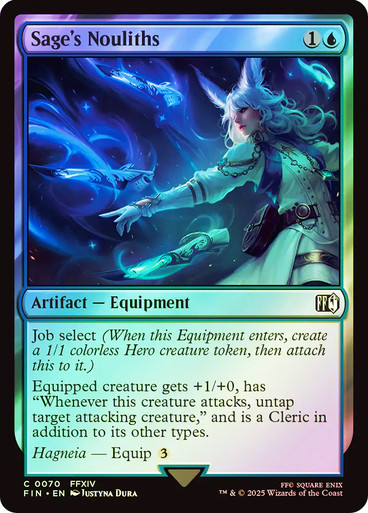 Sage's Nouliths 1
Artifact — Equipment FF
Job select (When this Equipment enters, create
a 1/1 colorless Hero creature token, then attach
this to it.)
Equipped creature gets +1/+0, has
"Whenever this creature attacks, untap
target attacking creature," and is a Cleric in
addition to its other types.
Hagneia — Equip 3
C 0070 FFXIV
FIN • EN Justyna Dura
FF© SQUARE ENIX
™ & © 2025 Wizards of the Coast